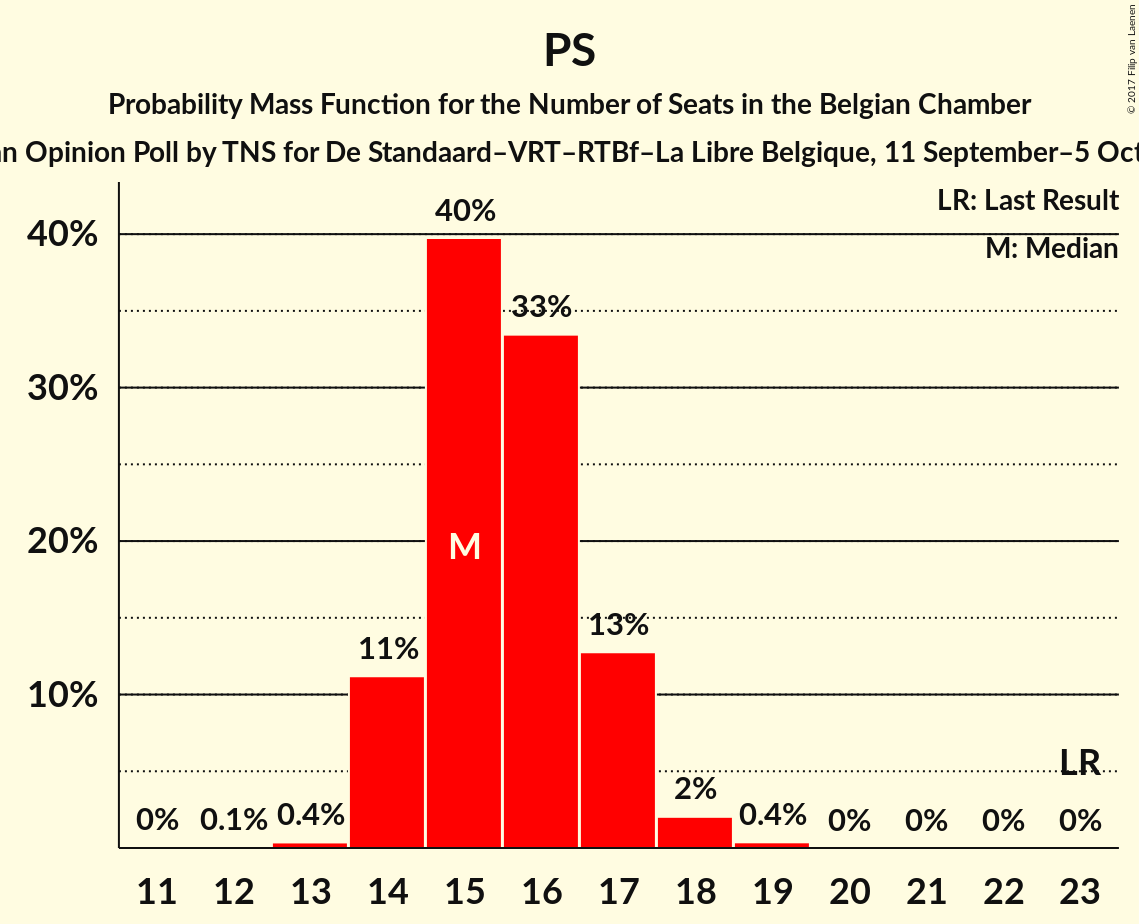 PS
Probability Mass Function for the Number of Seats in the Belgian Chamber
Opinion Poll by TNS for De Standaard–VRT–RTBf–La Libre Belgique, 11 September–5
© 2017 Filip van Laenen
LR: Last Result
M: Median
40%
30%
20%
10%
0%
0.1%
0.4%
11%
40%
M
33%
13%
2%
0.4%
0%
0%
0%
LR
0%
11 12 13 14 15 16 17 18 19 20 21 22 23